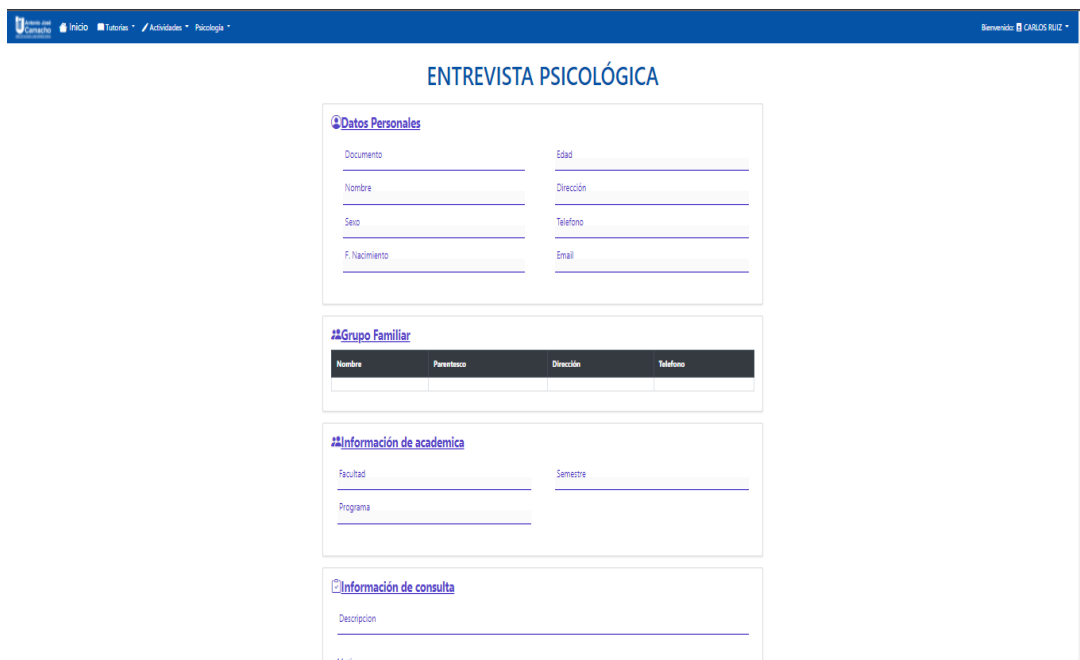 Antonio José
Camacho
Inicio Tutorias Actividades Psicología Bienvenido: CARLOS RUIZ
ENTREVISTA PSICOLÓGICA
Datos Personales
Documento Edad
Nombre Dirección
Sexo Telefono
F. Nacimiento Email
Grupo Familiar
Nombre Parentesco Dirección Telefono
Información de academica
Facultad Semestre
Programa
Información de consulta
Descripcion